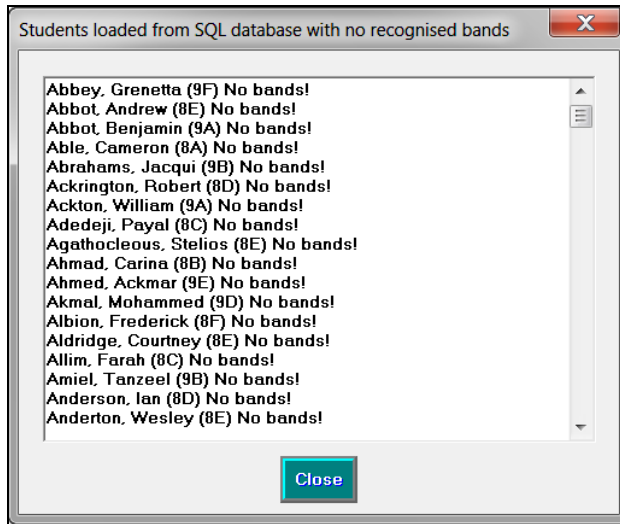 Students loaded from SQL database with no recognised bands
X
Abbey, Grenetta (9F) No bands!
Abbot, Andrew (8E) No bands!
Abbot, Benjamin (9A) No bands!
Able, Cameron (8A) No bands!
Abrahams, Jacqui (9B) No bands!
Ackrington, Robert (8D) No bands!
Ackton, William (9A) No bands!
Adedeji, Payal (8C) No bands!
Agathocleous, Stelios (8E) No bands!
Ahmad, Carina (8B) No bands!
Ahmed, Ackmar (9E) No bands!
Akmal, Mohammed (9D) No bands!
Albion, Frederick (8F) No bands!
Aldridge, Courtney (8E) No bands!
Allim, Farah (8C) No bands!
Amiel, Tanzeel (9B) No bands!
Anderson, Ian (8D) No bands!
Anderton, Wesley (8E) No bands!
Close